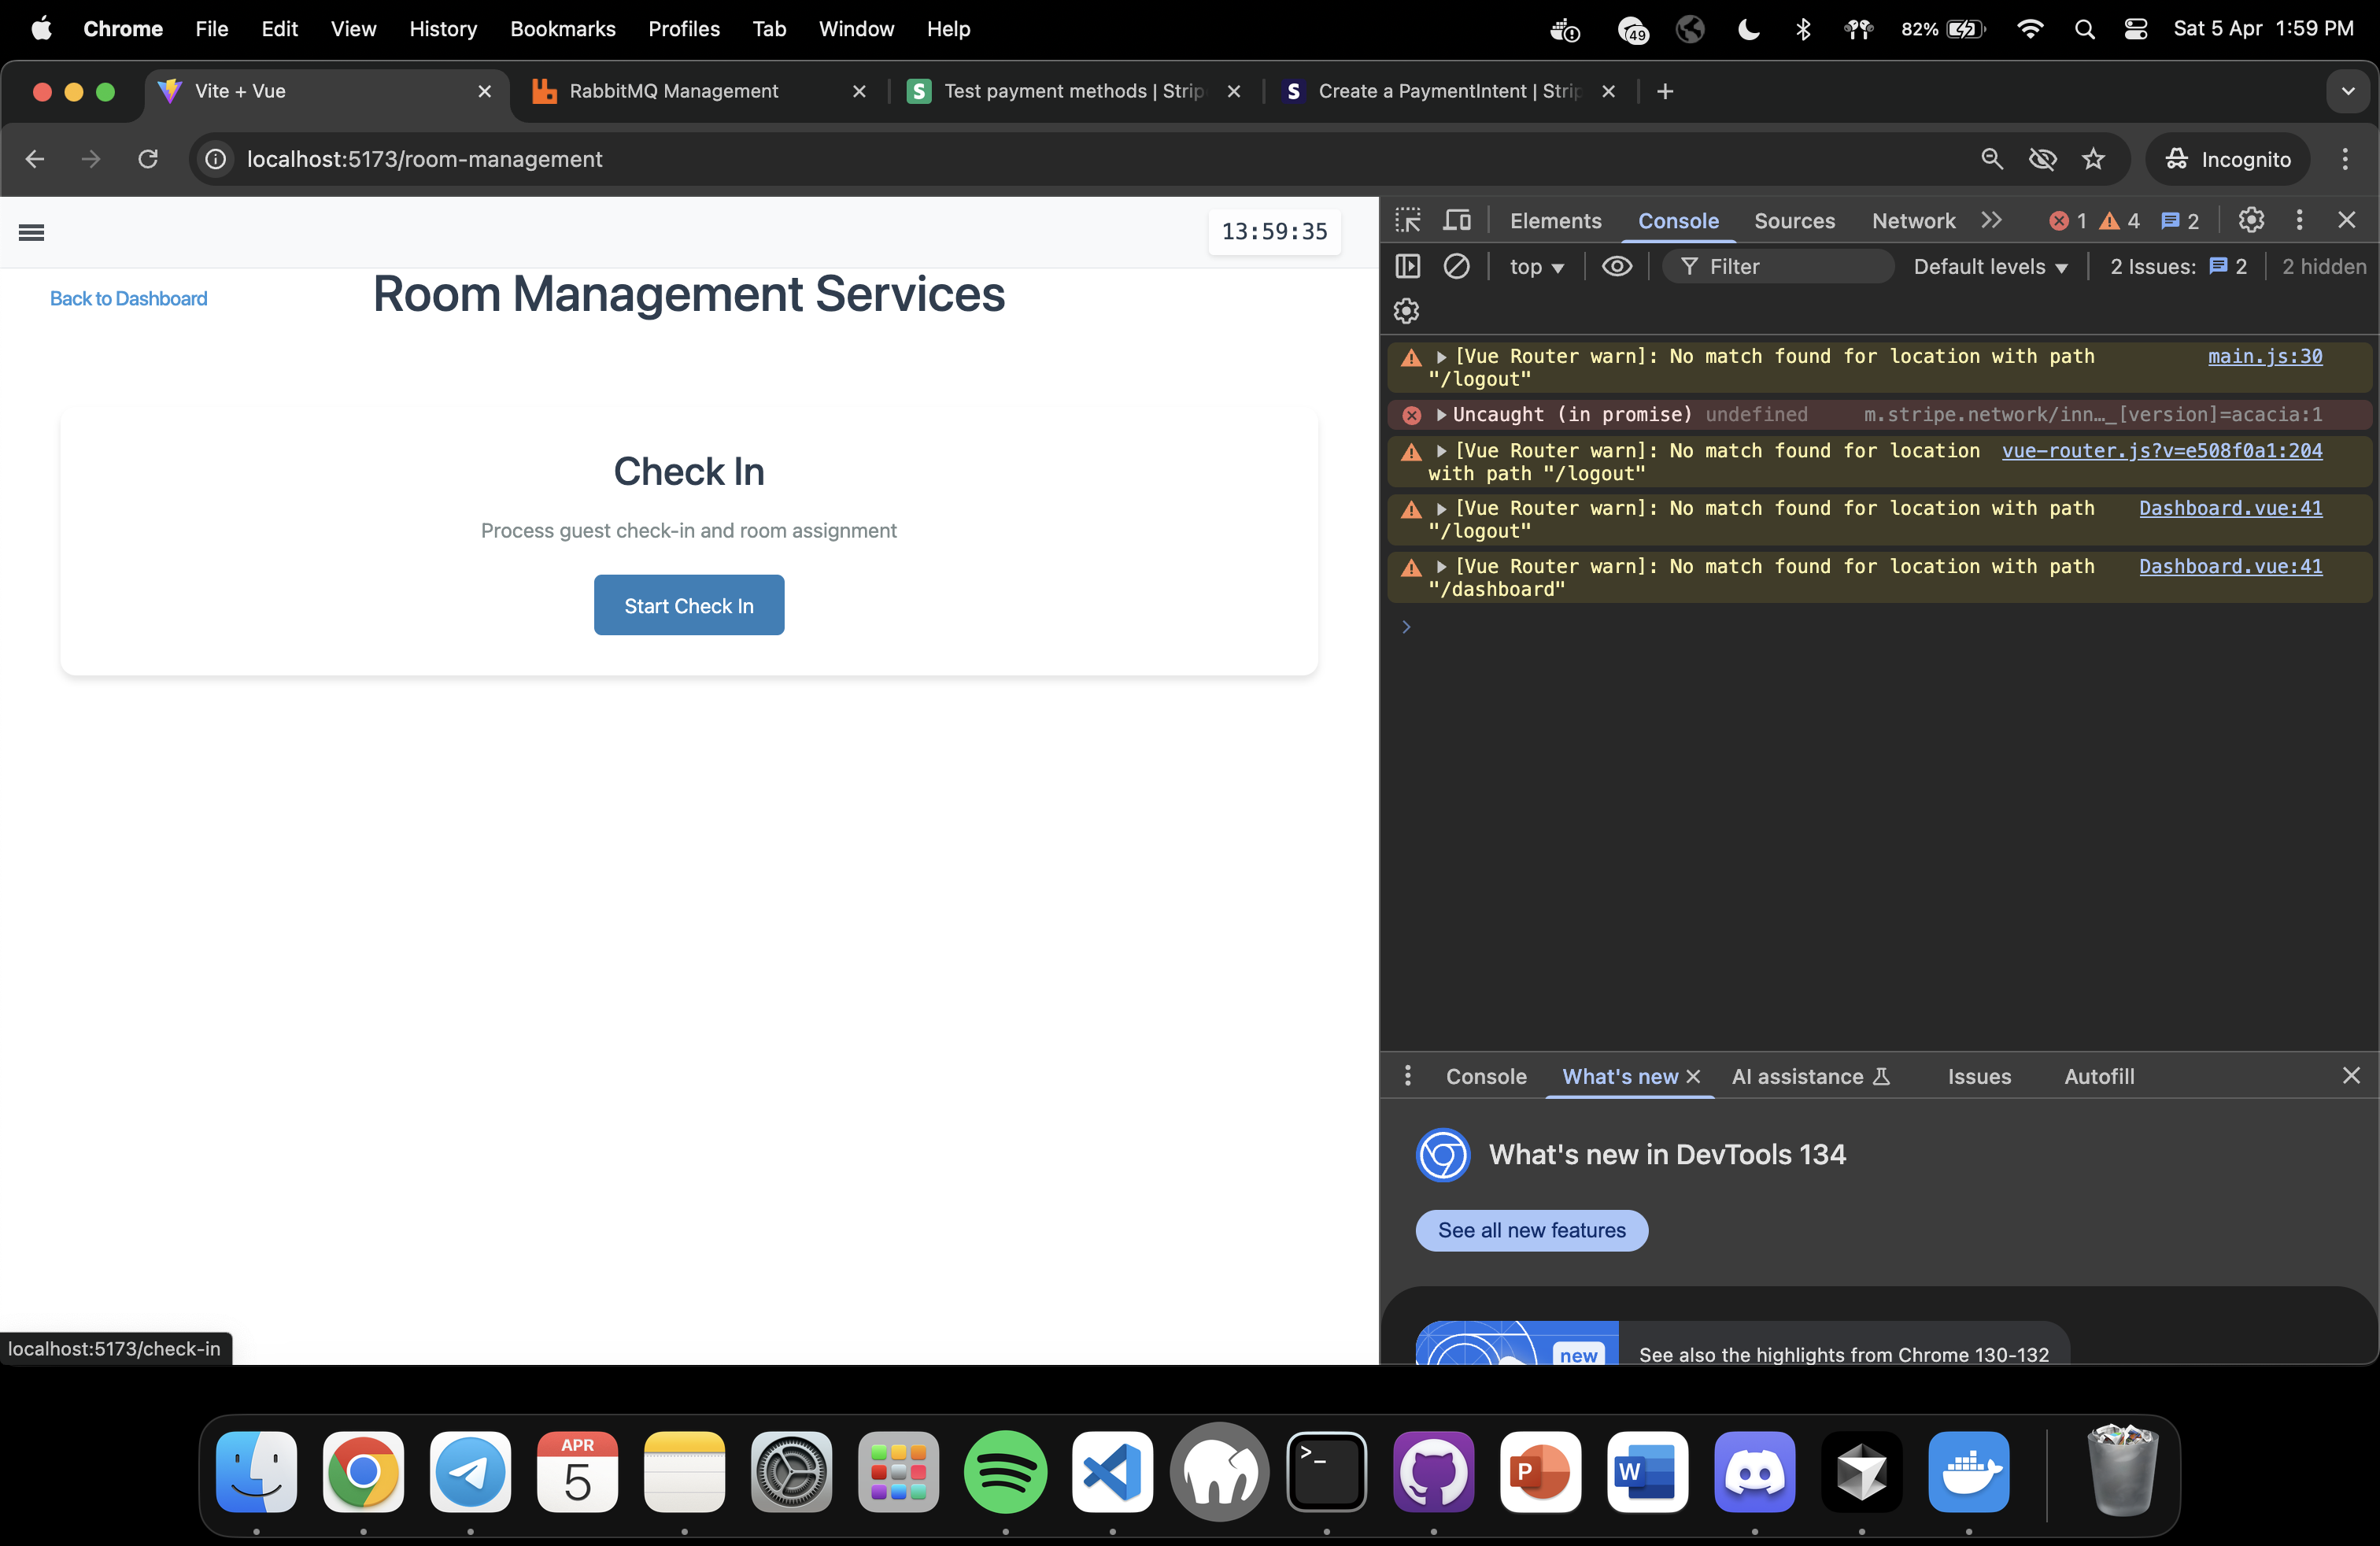 Chrome File Edit View History Bookmarks Profiles Tab Window Help 49 82% Sat 5 Apr 1:59 PM
Vite + Vue RabbitMQ Management Test payment methods | Strip Create a PaymentIntent | Strip
localhost:5173/room-management Incognito
13:59:35
Back to Dashboard
Room Management Services
Check In
Process guest check-in and room assignment
Start Check In
localhost:5173/check-in
Elements Console Sources Network 1 4 2
top Filter Default levels 2 Issues: 2 2 hidden
[Vue Router warn]: No match found for location with path main.js:30
"/logout"
Uncaught (in promise) undefined m.stripe.network/inn…_[version]=acacia:1
[Vue Router warn]: No match found for location vue-router.js?v=e508f0a1:204
with path "/logout"
[Vue Router warn]: No match found for location with path Dashboard.vue:41
"/logout"
[Vue Router warn]: No match found for location with path Dashboard.vue:41
"/dashboard"
Console What's new AI assistance Issues Autofill
What's new in DevTools 134
See all new features
new See also the highlights from Chrome 130-132
APR
5
P
W